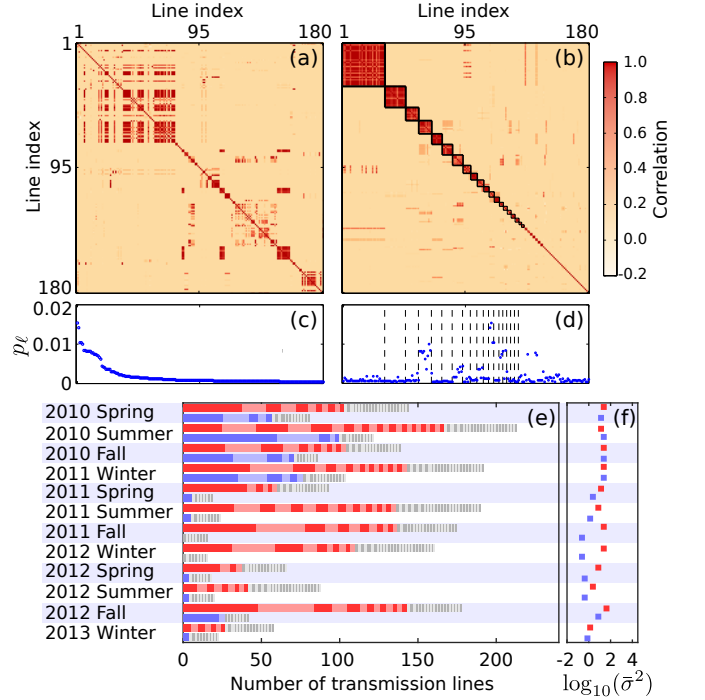 Line index
Line index
1
95
180
1
95
180
1
(a)
(b)
Line index
95
180
1.0
0.8
0.6
0.4
0.2
0.0
-0.2
Correlation
0.02
0.01
0
pℓ
(c)
(d)
2010 Spring
2010 Summer
2010 Fall
2011 Winter
2011 Spring
2011 Summer
2011 Fall
2012 Winter
2012 Spring
2012 Summer
2012 Fall
2013 Winter
(e)
(f)
0
50
100
150
200
-2
0
2
4
Number of transmission lines
log₁₀(σ̄²)